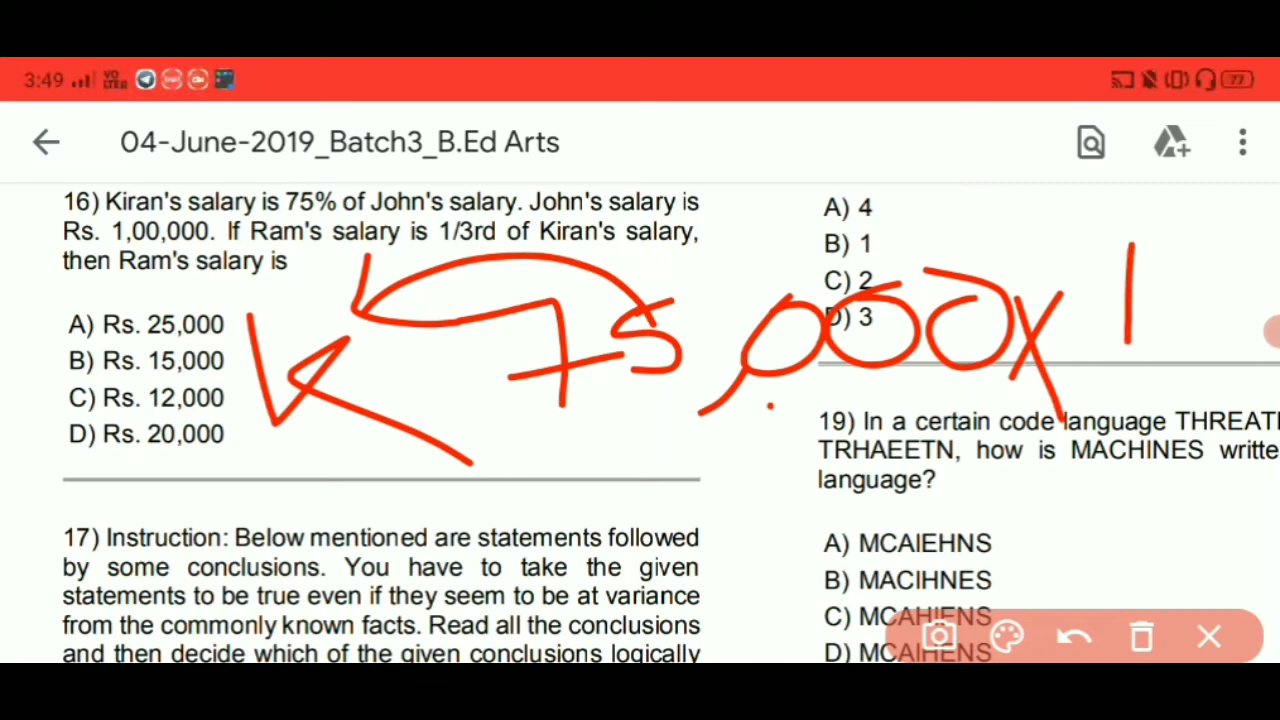 3:49 VO LTE 77
04-June-2019_Batch3_B.Ed Arts
16) Kiran's salary is 75% of John's salary. John's salary is
Rs. 1,00,000. If Ram's salary is 1/3rd of Kiran's salary,
then Ram's salary is
A) Rs. 25,000
B) Rs. 15,000
C) Rs. 12,000
D) Rs. 20,000
75,000x 1
17) Instruction: Below mentioned are statements followed
by some conclusions. You have to take the given
statements to be true even if they seem to be at variance
from the commonly known facts. Read all the conclusions
and then decide which of the given conclusions logically
A) 4
B) 1
C) 2
D) 3
19) In a certain code language THREATE
TRHAEETN, how is MACHINES writte
language?
A) MCAIEHNS
B) MACIHNES
C) MCAHIENS
D) MCAIHENS